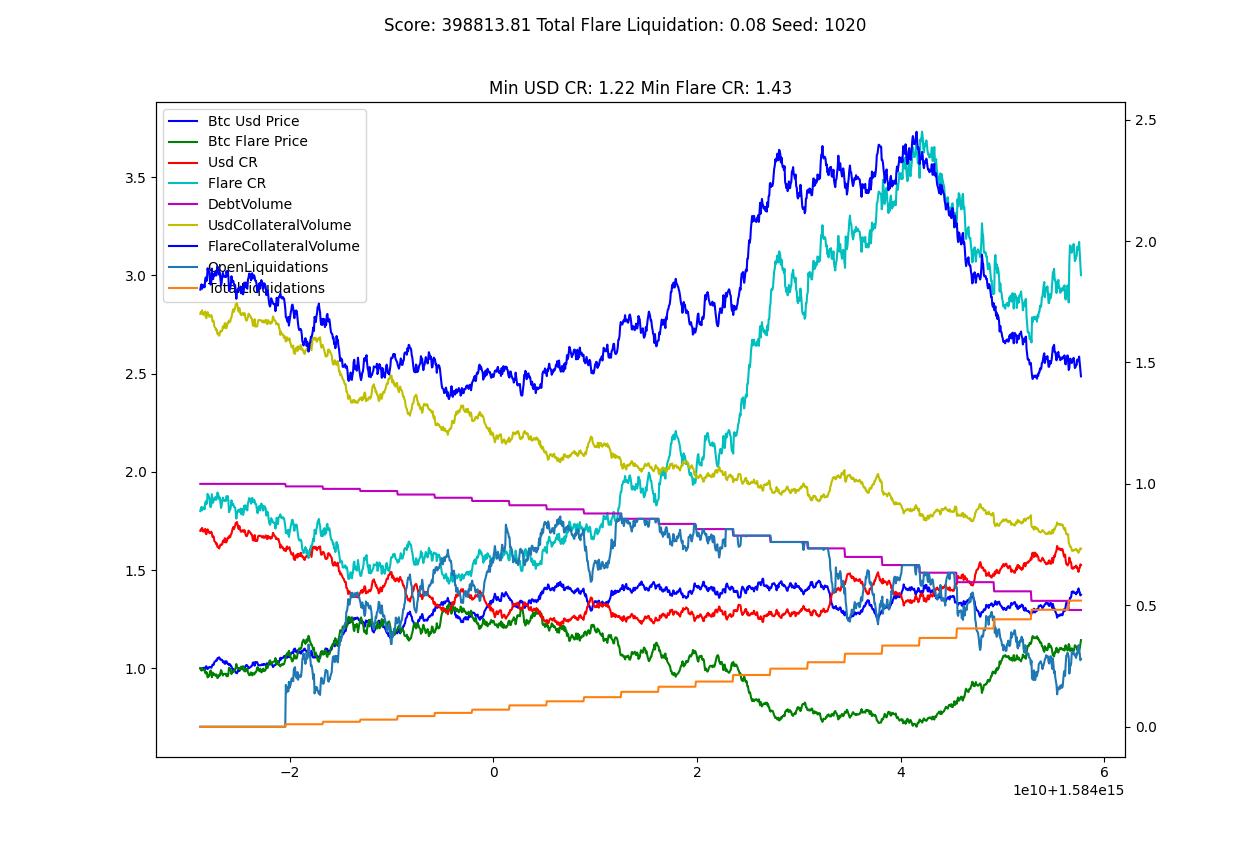 Score: 398813.81 Total Flare Liquidation: 0.08 Seed: 1020
Min USD CR: 1.22 Min Flare CR: 1.43
Btc Usd Price
Btc Flare Price
Usd CR
Flare CR
DebtVolume
UsdCollateralVolume
FlareCollateralVolume
OpenLiquidations
TotalLiquidations
3.5
3.0
2.5
2.0
1.5
1.0
2.5
2.0
1.5
1.0
0.5
0.0
−2
0
2
4
6
1e10+1.584e15